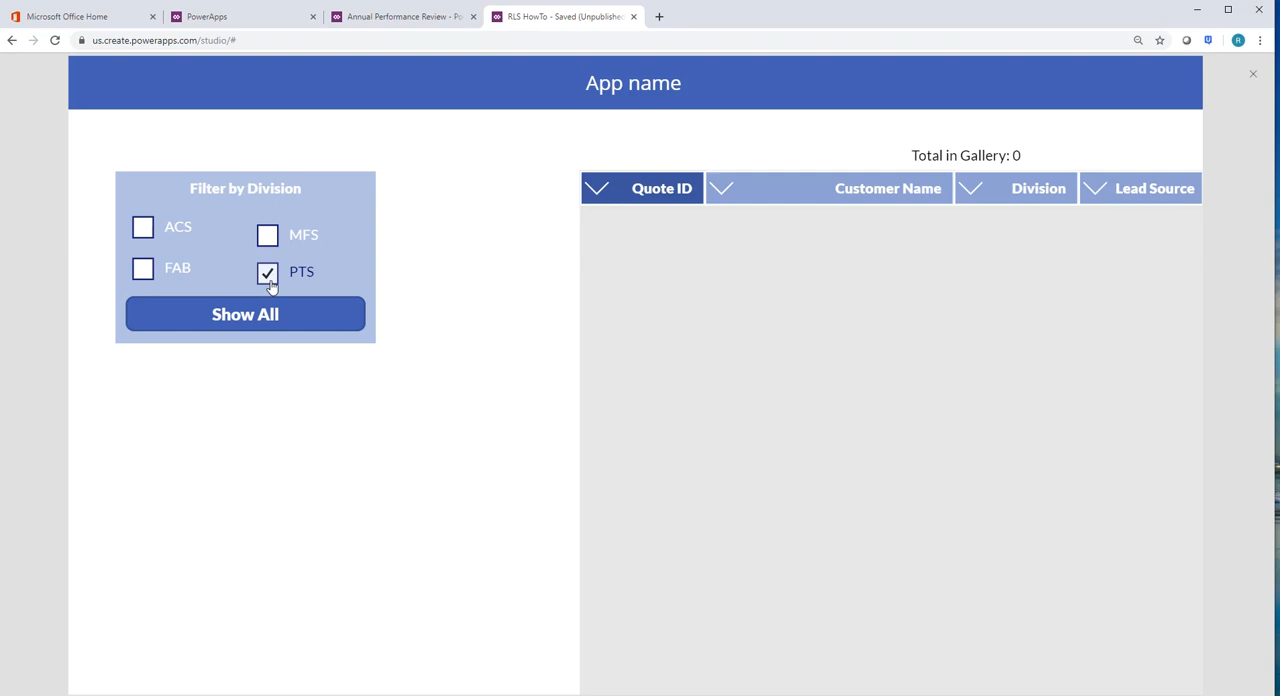 Microsoft Office Home
PowerApps
Annual Performance Review - Po
RLS HowTo - Saved (Unpublished
us.create.powerapps.com/studio/#
R
App name
Total in Gallery: 0
Filter by Division
ACS
MFS
FAB
PTS
Show All
Quote ID
Customer Name
Division
Lead Source